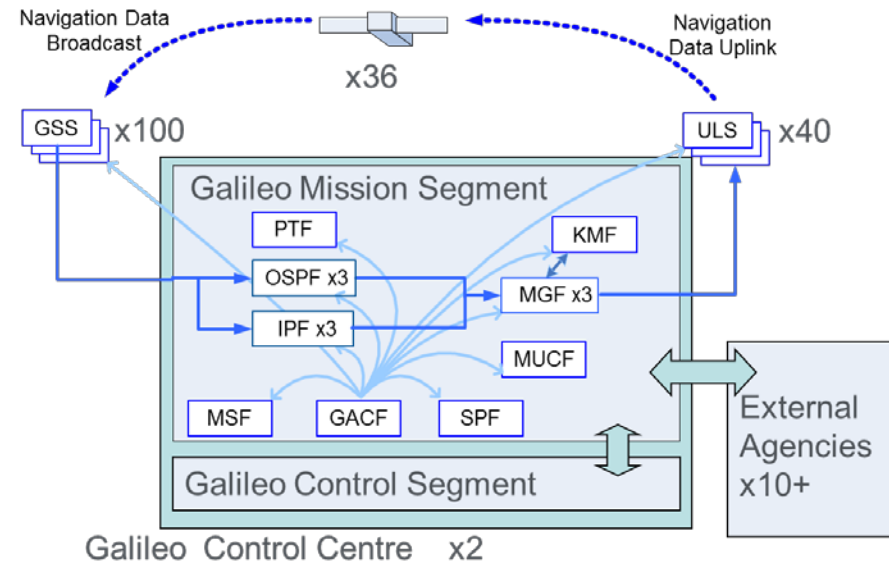 Navigation Data
Broadcast
Navigation
Data Uplink
x36
GSS
x100
ULS
x40
Galileo Mission Segment
PTF
KMF
OSPF x3
MGF x3
IPF x3
MUCF
MSF
GACF
SPF
External
Agencies
x10+
Galileo Control Segment
Galileo Control Centre x2